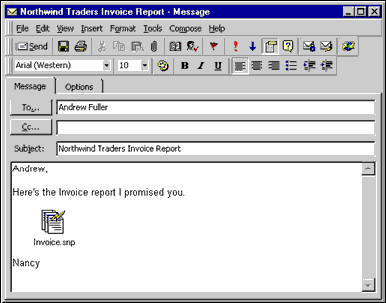 Northwind Traders Invoice Report - Message
File Edit View Insert Format Tools Compose Help
Send
Arial (Western) 10 B I U
Message Options
To... Andrew Fuller
Cc...
Subject: Northwind Traders Invoice Report
Andrew,
Here's the Invoice report I promised you.
Invoice.snp
Nancy